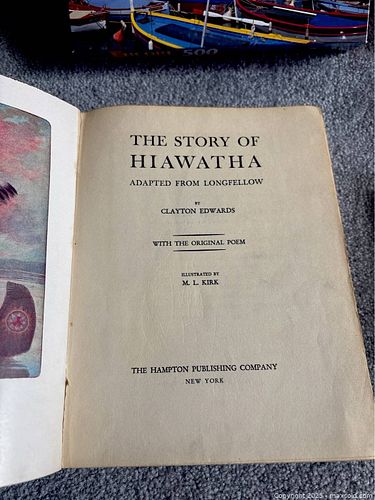 500
THE STORY OF
HIAWATHA
ADAPTED FROM LONGFELLOW
BY
CLAYTON EDWARDS
WITH THE ORIGINAL POEM
ILLUSTRATED BY
M. L. KIRK
THE HAMPTON PUBLISHING COMPANY
NEW YORK
Copyright © 2025 - maxsold.com